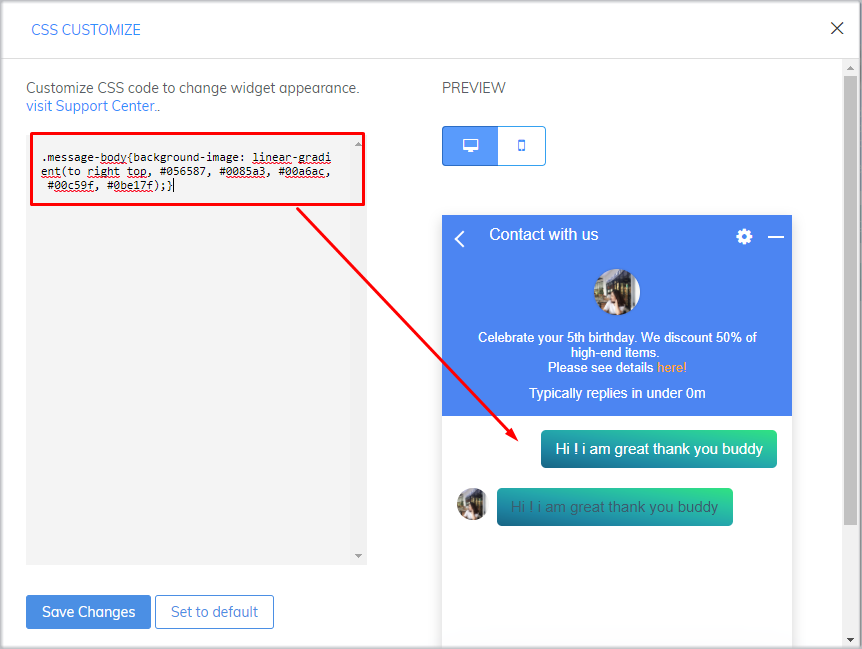 CSS CUSTOMIZE
Customize CSS code to change widget appearance.
visit Support Center..
.message-body{background-image: linear-gradi
ent(to right top, #056587, #0085a3, #00a6ac,
#00c59f, #0be17f);}
Save Changes
Set to default
PREVIEW
Contact with us
Celebrate your 5th birthday. We discount 50% of
high-end items.
Please see details here!
Typically replies in under 0m
Hi ! i am great thank you buddy
Hi ! i am great thank you buddy